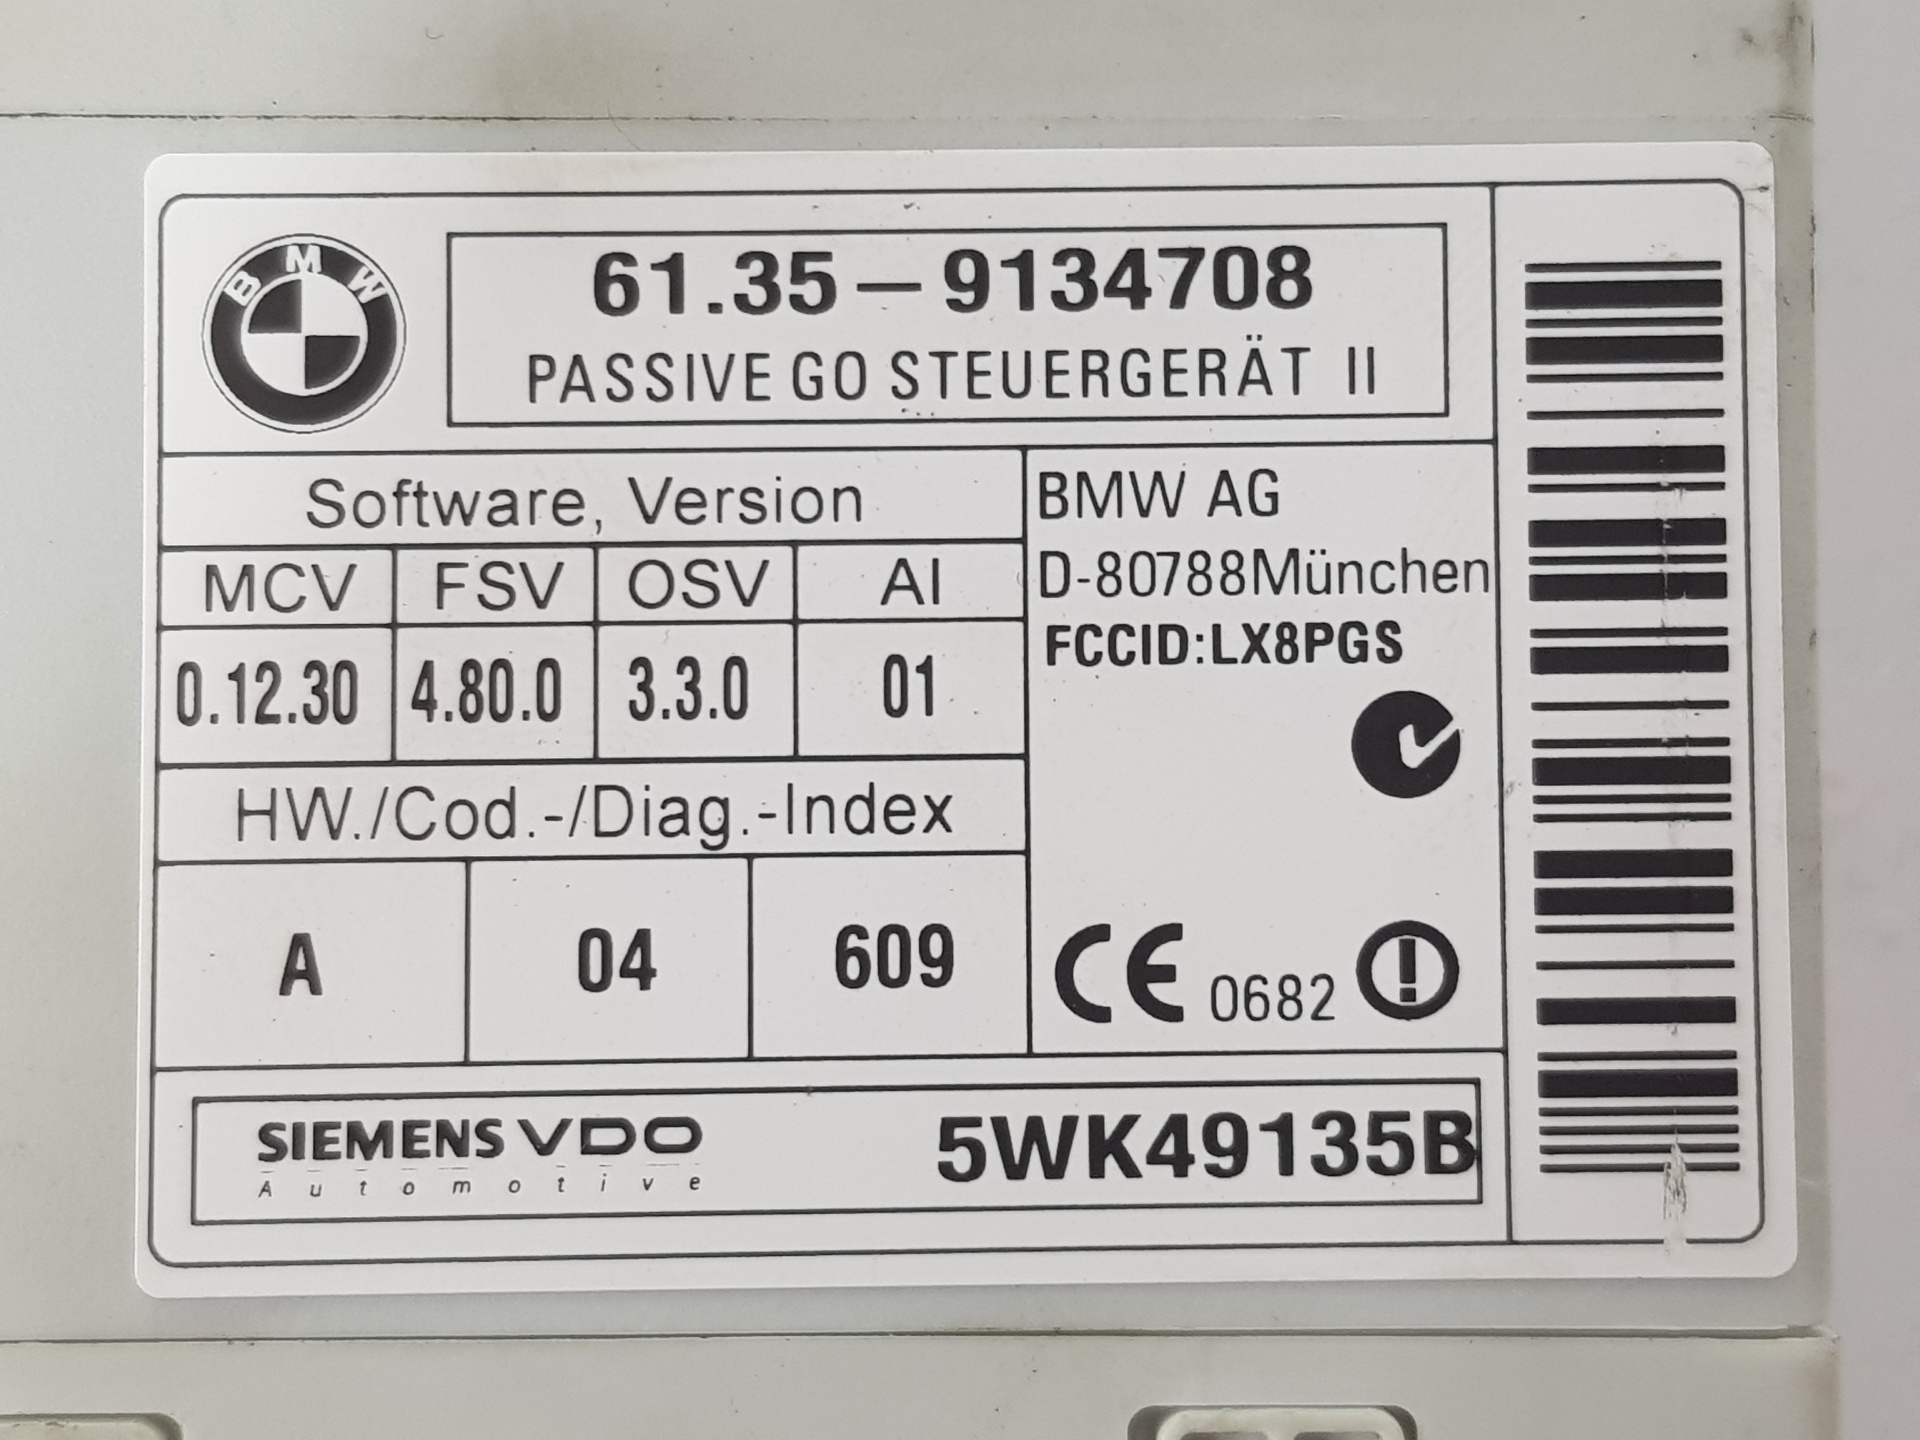 BMW
61.35-9134708
PASSIVE GO STEUERGERÄT II
Software, Version
MCV FSV OSV AI
0.12.30 4.80.0 3.3.0 01
HW./Cod.-/Diag.-Index
A 04 609
BMW AG
D-80788München
FCCID:LX8PGS
CE 0682
SIEMENS VDO
Automotive
5WK49135B